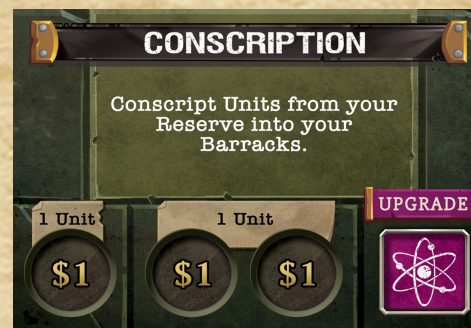 CONSCRIPTION
Conscript Units from your
Reserve into your
Barracks.
UPGRADE
1 Unit
1 Unit
$1
$1
$1